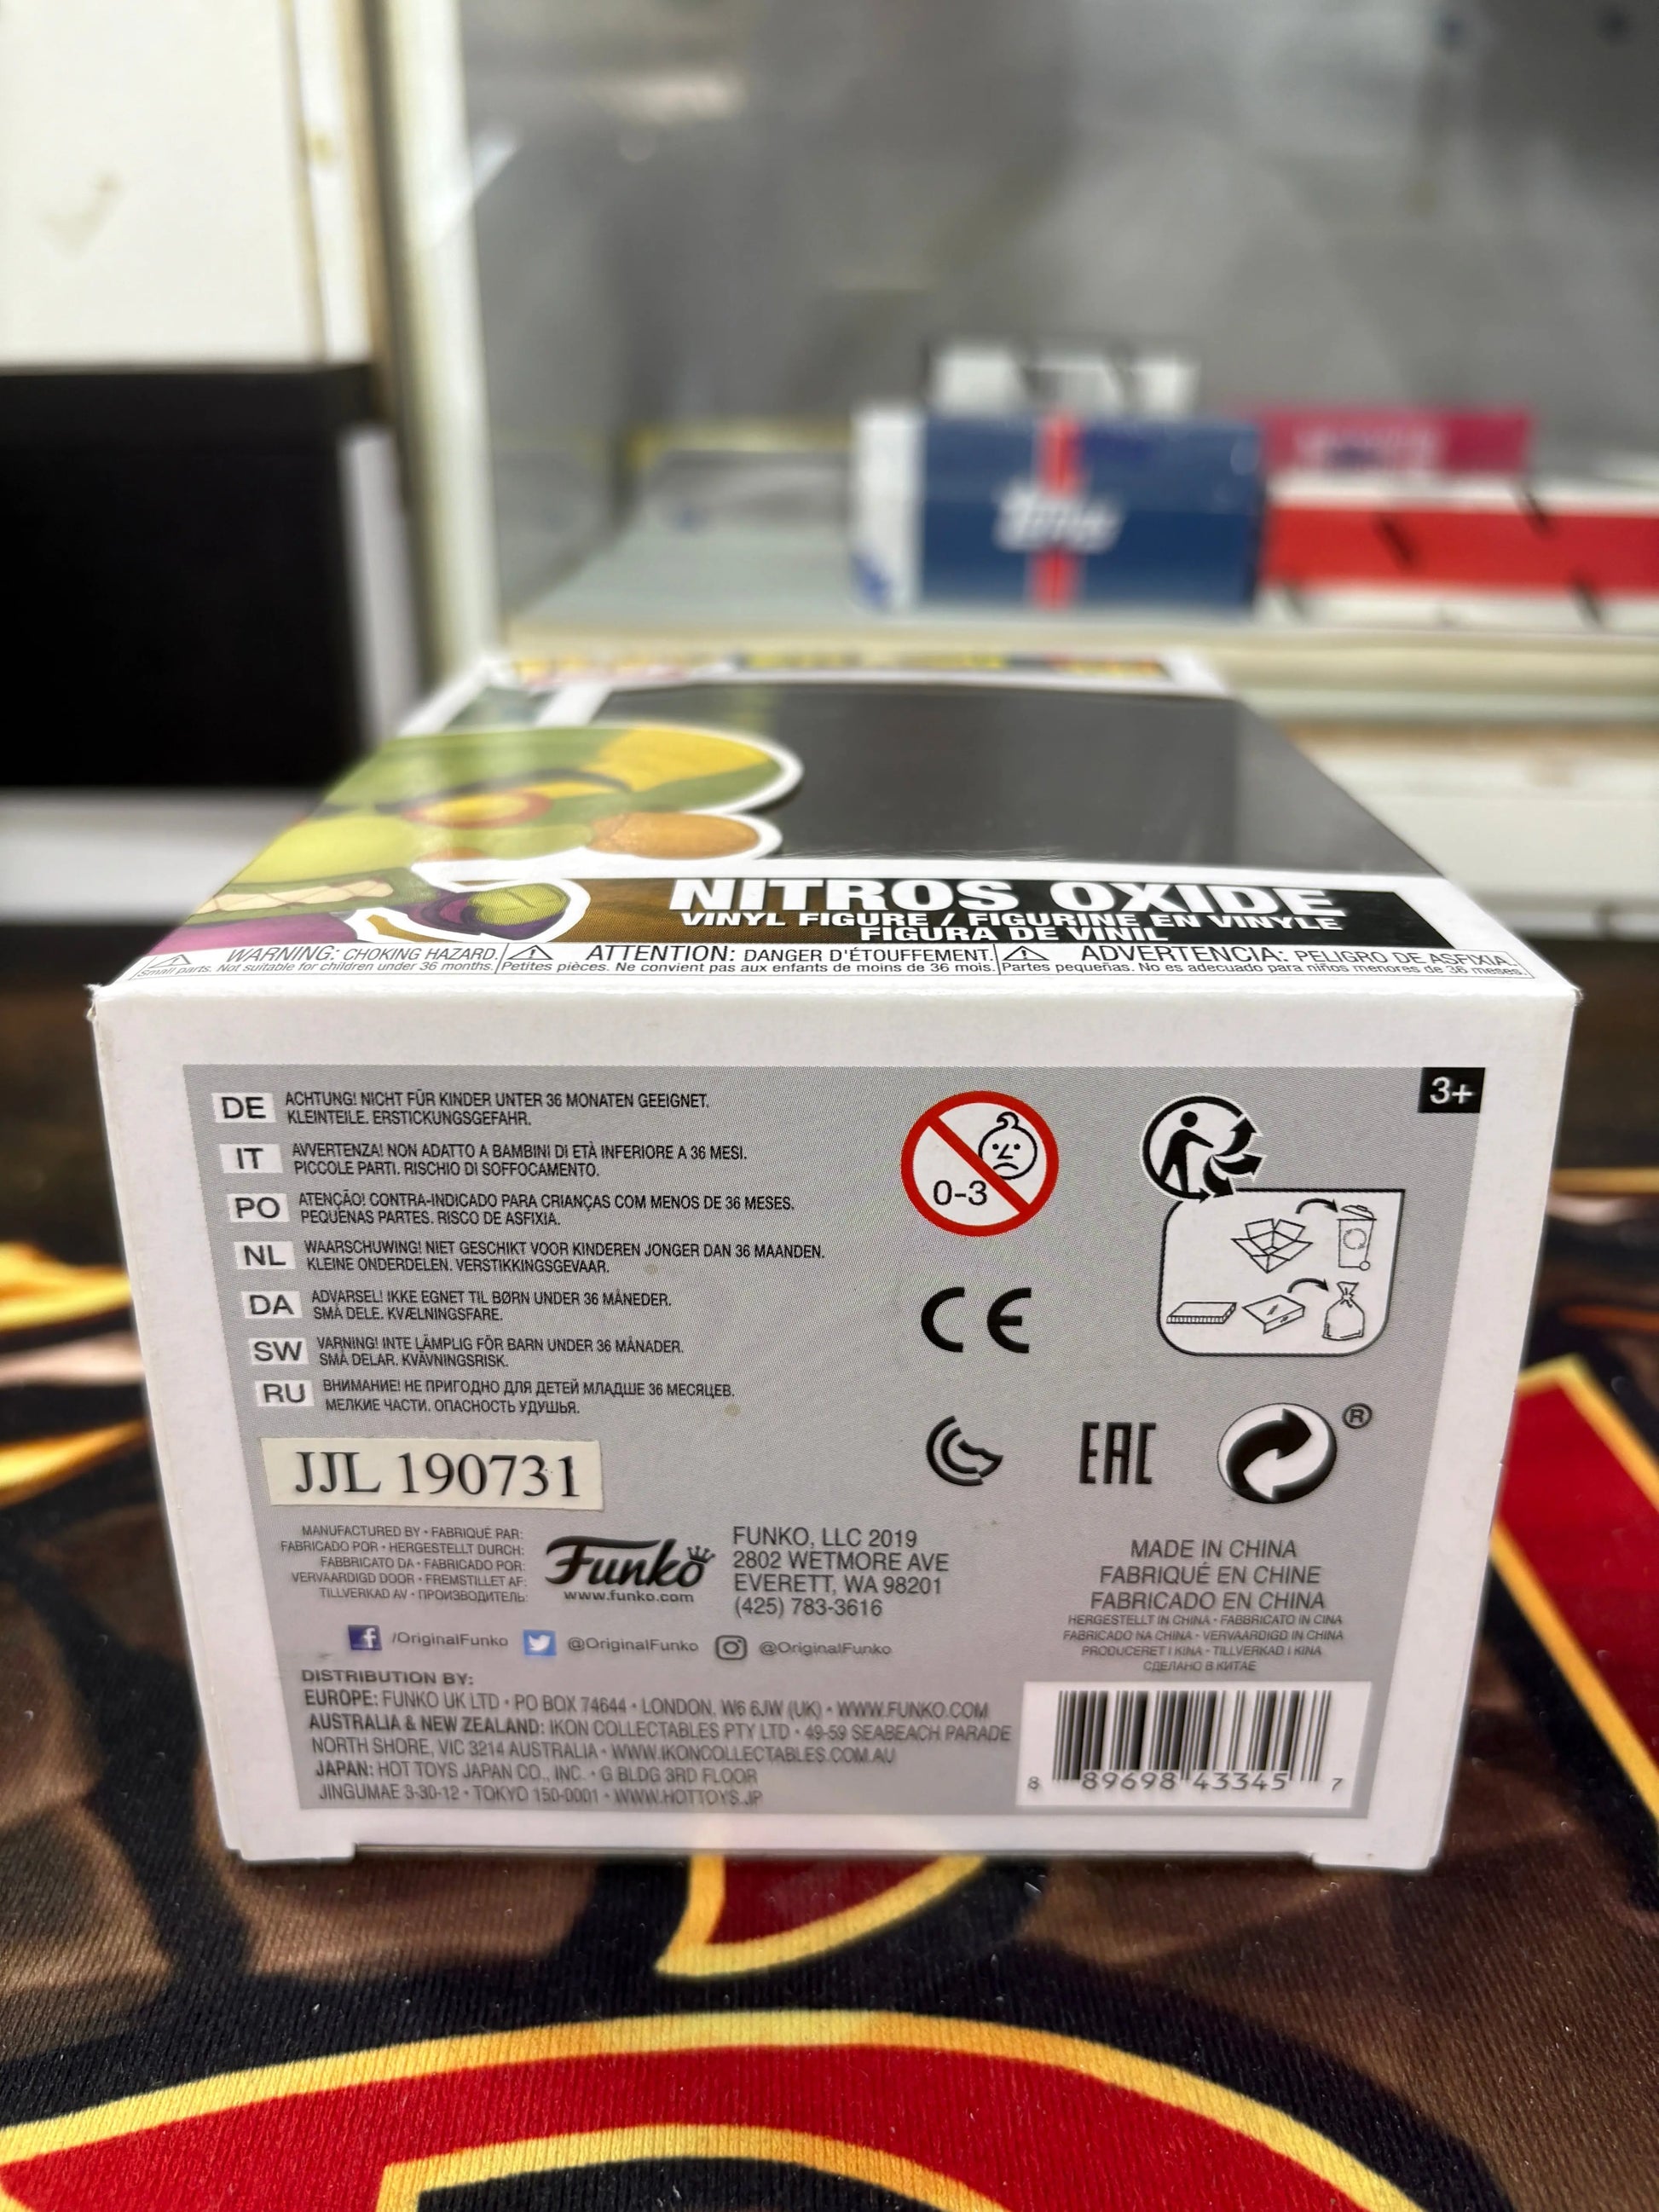 Topps
NITROS OXIDE
VINYL FIGURE / FIGURINE EN VINYLE
FIGURA DE VINIL
WARNING: CHOKING HAZARD.
Small parts. Not suitable for children under 36 months.
ATTENTION: DANGER D'ÉTOUFFEMENT.
Petites pièces. Ne convient pas aux enfants de moins de 36 mois.
ADVERTENCIA: PELIGRO DE ASFIXIA.
Partes pequeñas. No es adecuado para niños menores de 36 meses.
3+
DE ACHTUNG! NICHT FÜR KINDER UNTER 36 MONATEN GEEIGNET.
KLEINTEILE. ERSTICKUNGSGEFAHR.
IT AVVERTENZA! NON ADATTO A BAMBINI DI ETÀ INFERIORE A 36 MESI.
PICCOLE PARTI. RISCHIO DI SOFFOCAMENTO.
PO ATENÇÃO! CONTRA-INDICADO PARA CRIANÇAS COM MENOS DE 36 MESES.
PEQUENAS PARTES. RISCO DE ASFIXIA.
NL WAARSCHUWING! NIET GESCHIKT VOOR KINDEREN JONGER DAN 36 MAANDEN.
KLEINE ONDERDELEN. VERSTIKKINGSGEVAAR.
DA ADVARSEL! IKKE EGNET TIL BØRN UNDER 36 MÅNEDER.
SMÅ DELE. KVÆLNINGSFARE.
SW VARNING! INTE LÄMPLIG FÖR BARN UNDER 36 MÅNADER.
SMÅ DELAR. KVÄVNINGSRISK.
RU ВНИМАНИЕ! НЕ ПРИГОДНО ДЛЯ ДЕТЕЙ МЛАДШЕ 36 МЕСЯЦЕВ.
МЕЛКИЕ ЧАСТИ. ОПАСНОСТЬ УДУШЬЯ.
0-3
CE
EAC
®
JJL 190731
MANUFACTURED BY • FABRIQUÉ PAR:
FABRICADO POR • HERGESTELLT DURCH:
FABBRICATO DA • FABRICADO POR:
VERVAARDIGD DOOR • FREMSTILLET AF:
TILLVERKAD AV • ПРОИЗВОДИТЕЛЬ:
Funko
www.funko.com
FUNKO, LLC 2019
2802 WETMORE AVE
EVERETT, WA 98201
(425) 783-3616
MADE IN CHINA
FABRIQUÉ EN CHINE
FABRICADO EN CHINA
HERGESTELLT IN CHINA • FABBRICATO IN CINA
FABRICADO NA CHINA • VERVAARDIGD IN CHINA
PRODUCERET I KINA • TILLVERKAD I KINA
СДЕЛАНО В КИТАЕ
/OriginalFunko @OriginalFunko @OriginalFunko
DISTRIBUTION BY:
EUROPE: FUNKO UK LTD • PO BOX 74644 • LONDON, W6 6JW (UK) • WWW.FUNKO.COM
AUSTRALIA & NEW ZEALAND: IKON COLLECTABLES PTY LTD • 49-59 SEABEACH PARADE
NORTH SHORE, VIC 3214 AUSTRALIA • WWW.IKONCOLLECTABLES.COM.AU
JAPAN: HOT TOYS JAPAN CO., INC. • G BLDG 3RD FLOOR
JINGUMAE 3-30-12 • TOKYO 150-0001 • WWW.HOTTOYS.JP
8 89698 43345 7